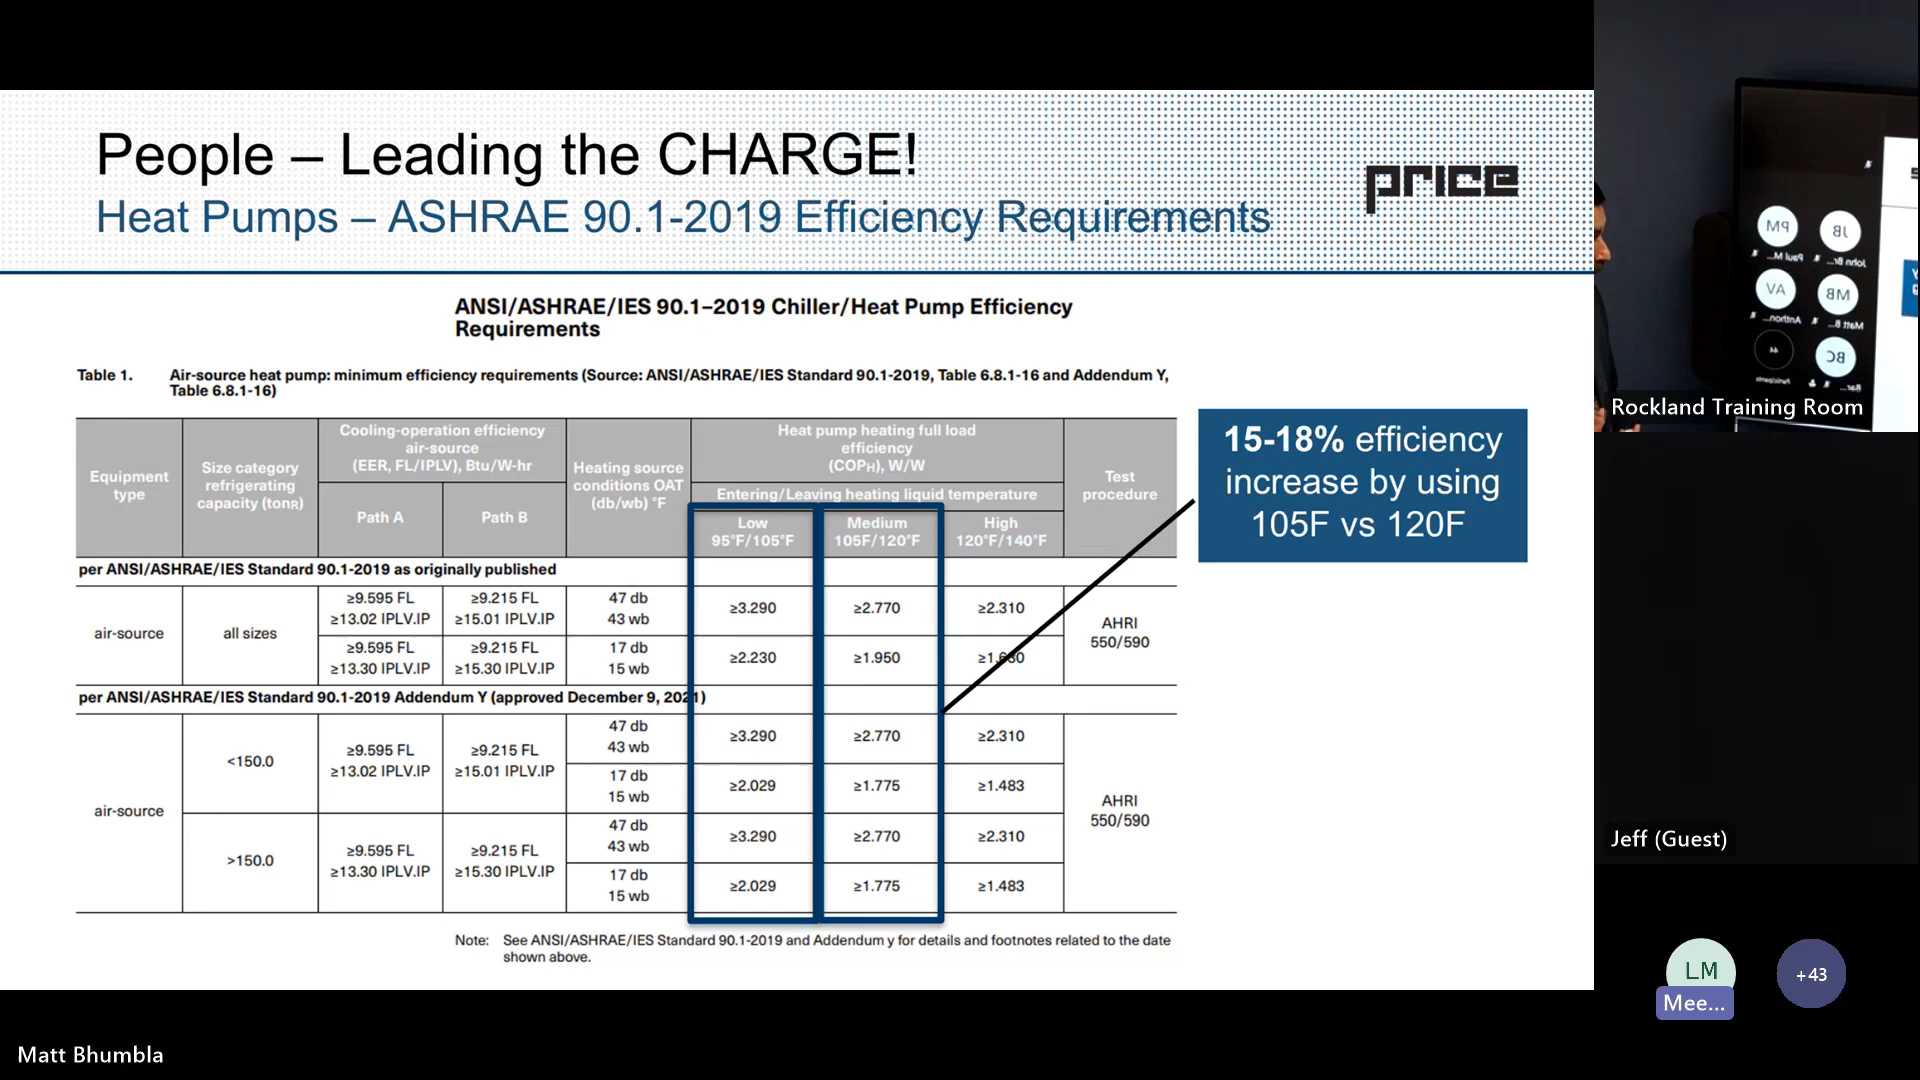 People – Leading the CHARGE!
Heat Pumps – ASHRAE 90.1-2019 Efficiency Requirements
price
ANSI/ASHRAE/IES 90.1–2019 Chiller/Heat Pump Efficiency
Requirements
Table 1. Air-source heat pump: minimum efficiency requirements (Source: ANSI/ASHRAE/IES Standard 90.1-2019, Table 6.8.1-16 and Addendum Y,
Table 6.8.1-16)
Equipment
type
Size category
refrigerating
capacity (tonR)
Cooling-operation efficiency
air-source
(EER, FL/IPLV), Btu/W-hr
Path A
Path B
Heating source
conditions OAT
(db/wb) °F
Heat pump heating full load
efficiency
(COPH), W/W
Entering/Leaving heating liquid temperature
Low
95°F/105°F
Medium
105F/120°F
High
120°F/140°F
Test
procedure
per ANSI/ASHRAE/IES Standard 90.1-2019 as originally published
air-source
all sizes
≥9.595 FL
≥13.02 IPLV.IP
≥9.215 FL
≥15.01 IPLV.IP
47 db
43 wb
≥3.290
≥2.770
≥2.310
AHRI
550/590
≥9.595 FL
≥13.30 IPLV.IP
≥9.215 FL
≥15.30 IPLV.IP
17 db
15 wb
≥2.230
≥1.950
per ANSI/ASHRAE/IES Standard 90.1-2019 Addendum Y (approved December 9, 2021)
air-source
<150.0
≥9.595 FL
≥13.02 IPLV.IP
≥9.215 FL
≥15.01 IPLV.IP
47 db
43 wb
≥3.290
≥2.770
≥2.310
17 db
15 wb
≥2.029
≥1.775
≥1.483
AHRI
550/590
>150.0
≥9.595 FL
≥13.30 IPLV.IP
≥9.215 FL
≥15.30 IPLV.IP
47 db
43 wb
≥3.290
≥2.770
≥2.310
17 db
15 wb
≥2.029
≥1.775
≥1.483
Note: See ANSI/ASHRAE/IES Standard 90.1-2019 and Addendum y for details and footnotes related to the date
shown above.
15-18% efficiency
increase by using
105F vs 120F
PM
JB
Paul M...
John Br...
AV
MB
Anthon...
Matt B...
44
BC
Participants
Rockland Training Room
Jeff (Guest)
LM
+43
Mee...
Matt Bhumbla